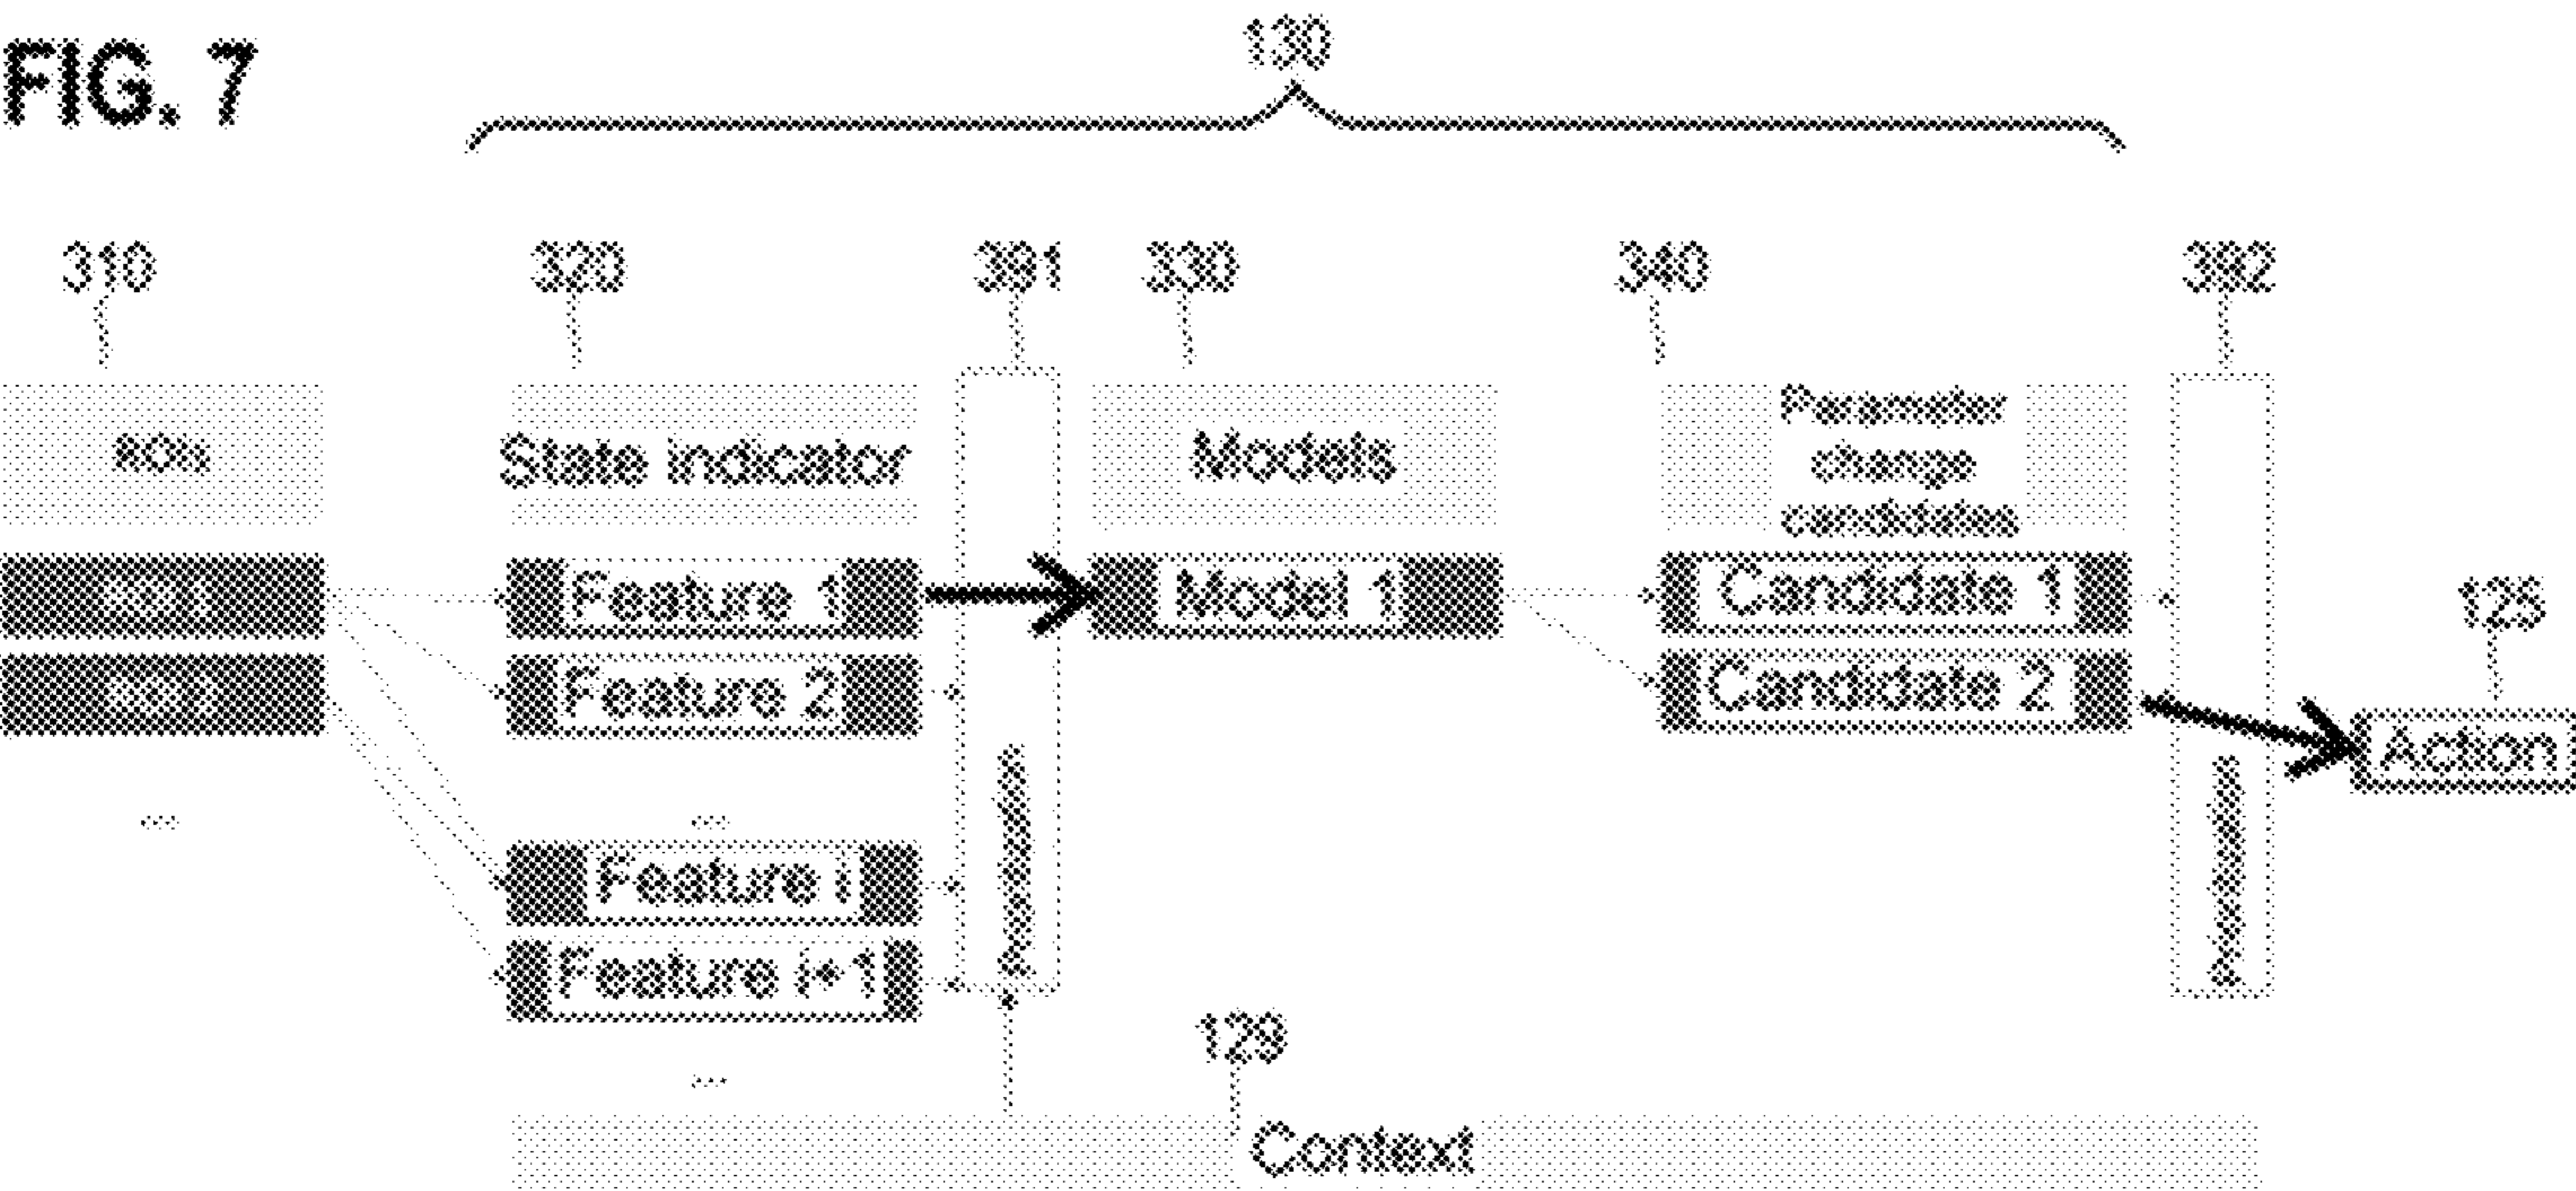 FIG. 7
130
310
320
391
330
340
392
State indicator
Models
Parameter
change
candidates
Feature 1
Model 1
Candidate 1
Feature 2
Candidate 2
125
Action
...
...
Feature i
Feature i+1
129
...
Context